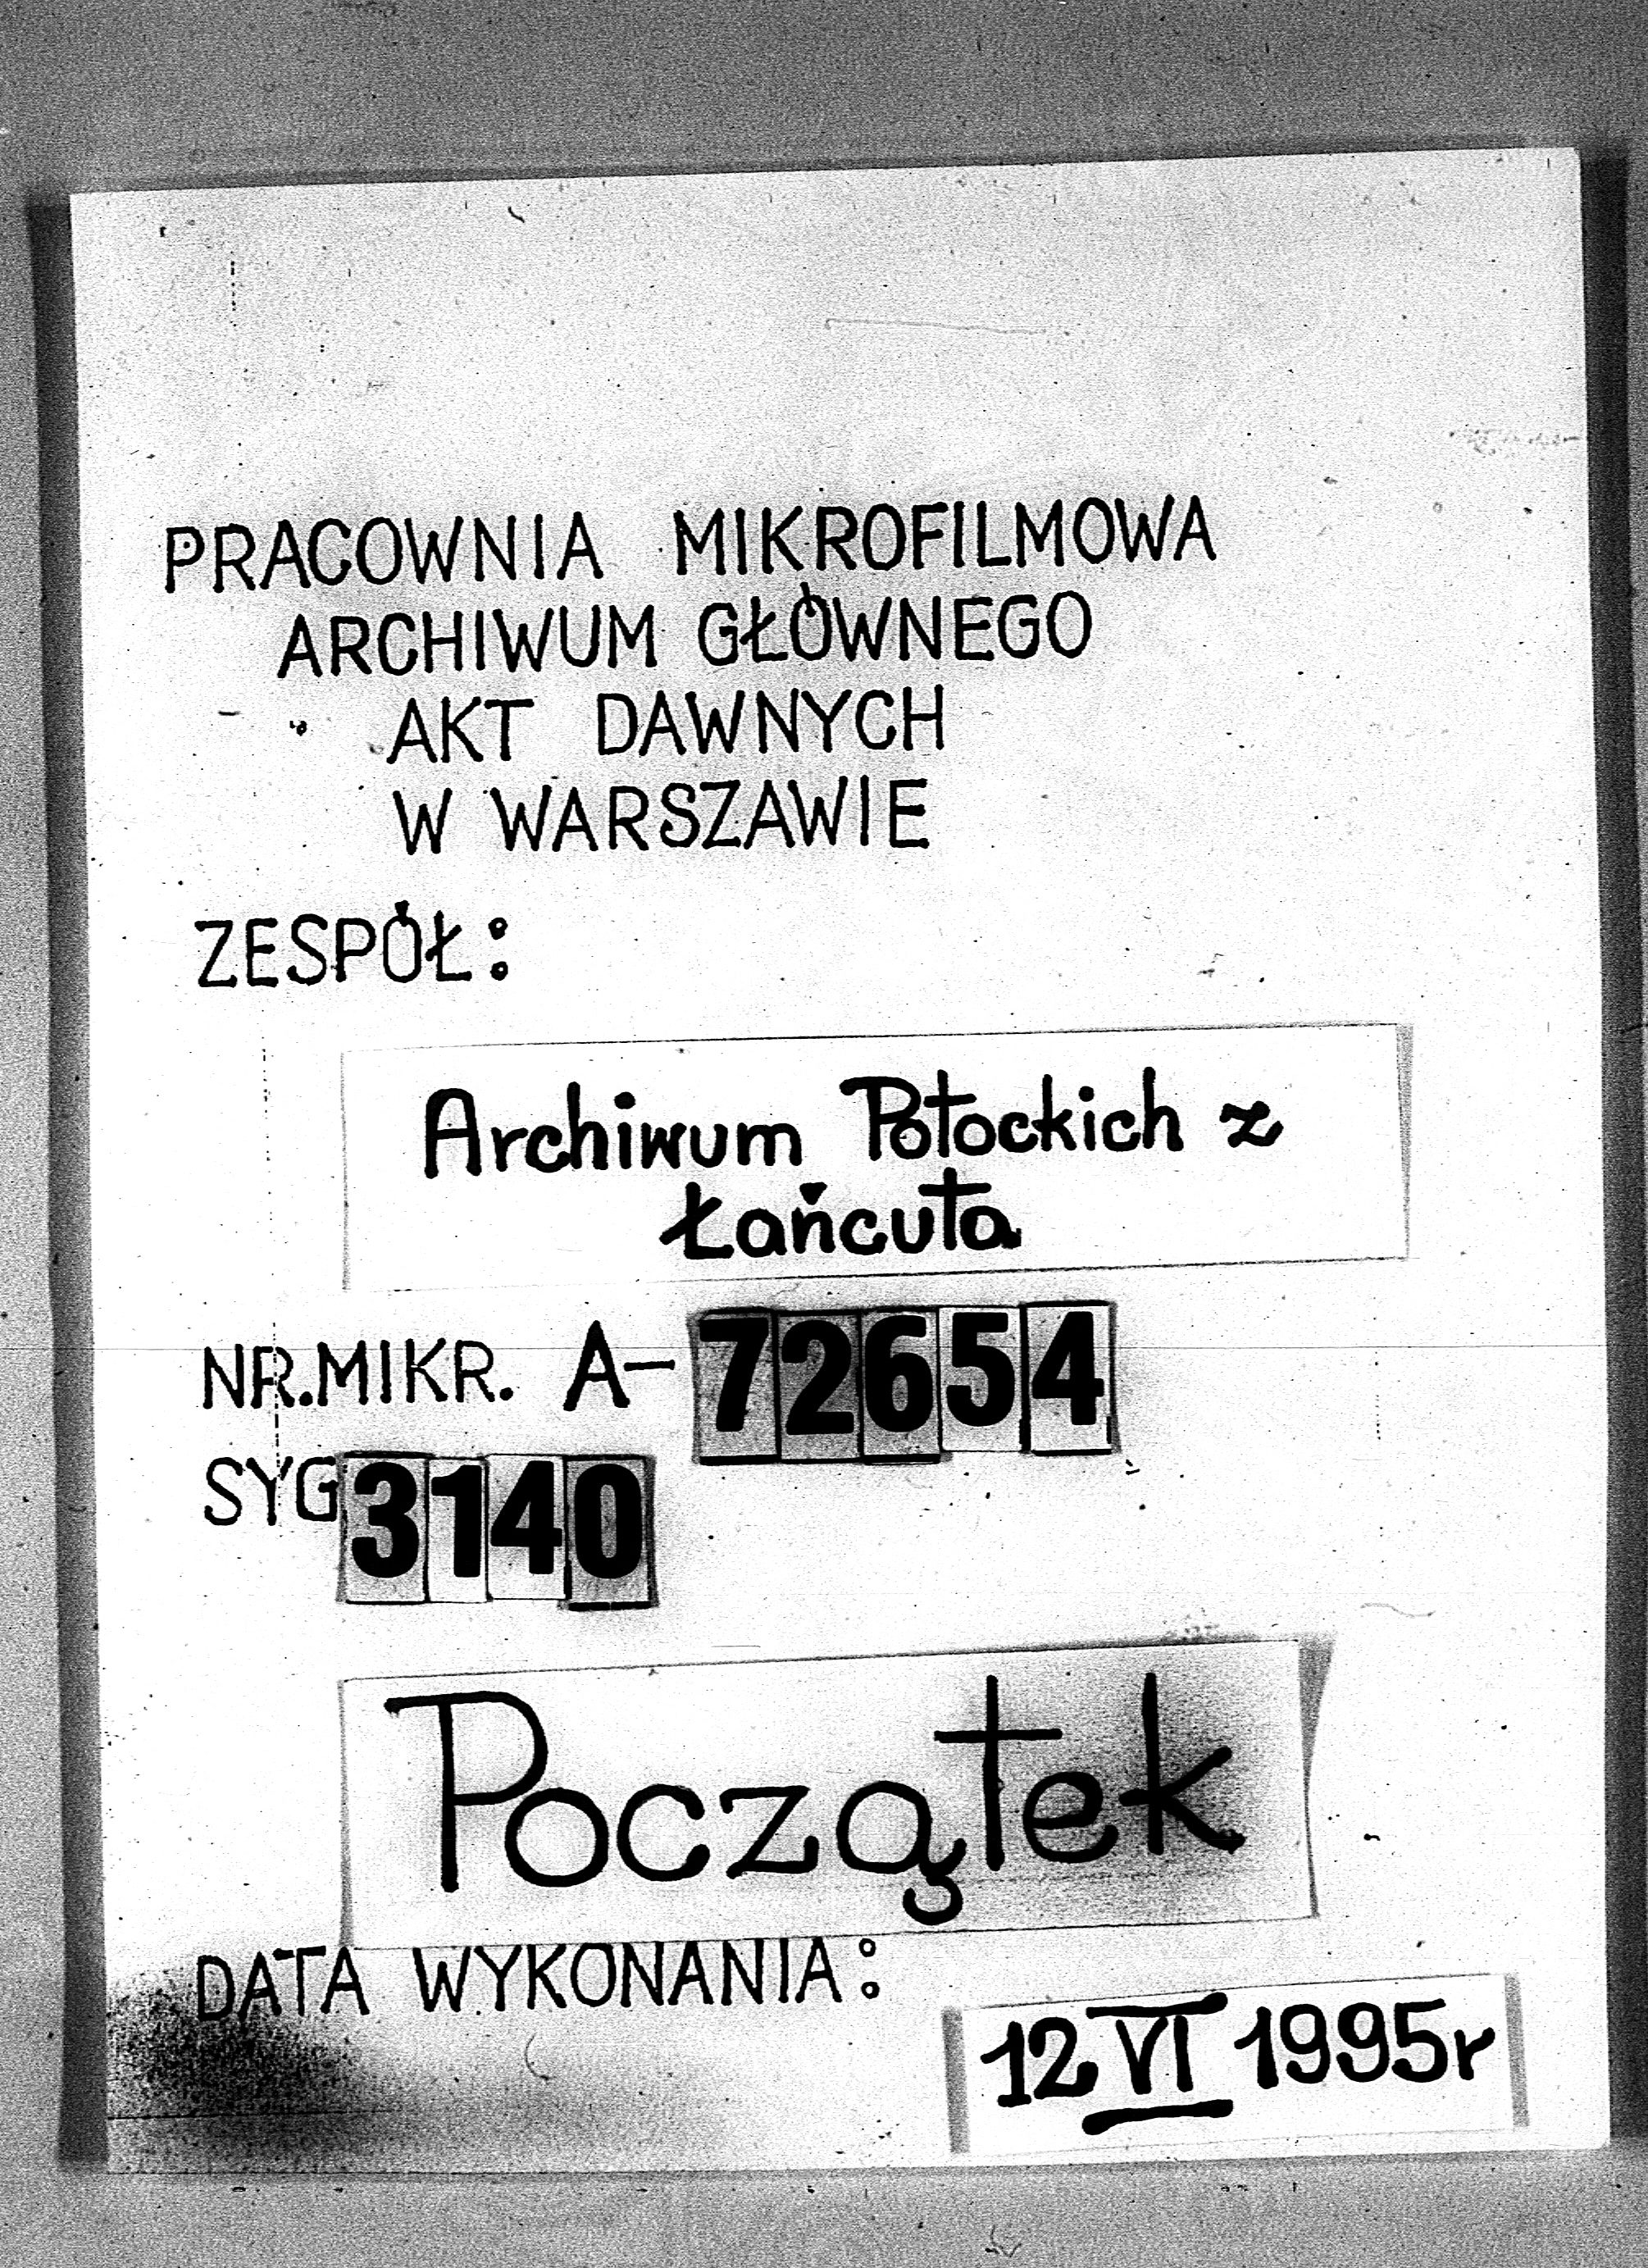 PRACOWNIA MIKROFILMOWA
ARCHIWUM GŁÓWNEGO
AKT DAWNYCH
W WARSZAWIE
ZESPÓŁ:
Archiwum Potockich z
Łańcuta
NR.MIKR. A-72654
SYG 3140
Początek
DATA WYKONANIA:
12 VI 1995r